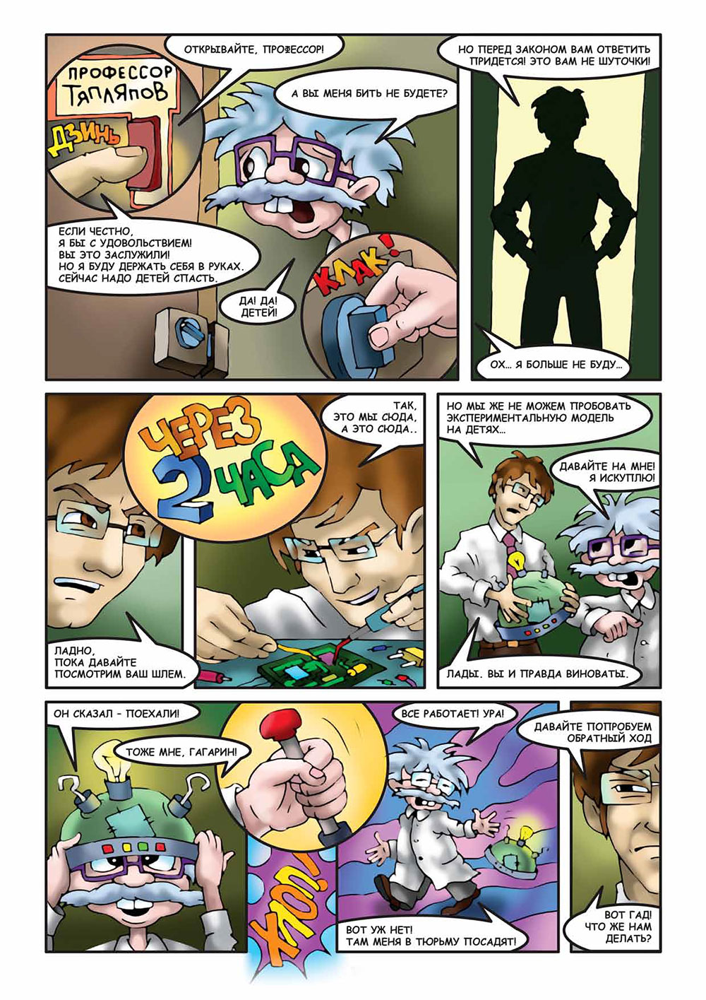 ОТКРЫВАЙТЕ, ПРОФЕССОР!
ПРОФЕССОР
ТЯПЛЯПОВ
ДЗИНЬ
А ВЫ МЕНЯ БИТЬ НЕ БУДЕТЕ?
ЕСЛИ ЧЕСТНО,
Я БЫ С УДОВОЛЬСТВИЕМ!
ВЫ ЭТО ЗАСЛУЖИЛИ!
НО Я БУДУ ДЕРЖАТЬ СЕБЯ В РУКАХ.
СЕЙЧАС НАДО ДЕТЕЙ СПАСТЬ.
ДА! ДА!
ДЕТЕЙ!
КЛАК!
НО ПЕРЕД ЗАКОНОМ ВАМ ОТВЕТИТЬ
ПРИДЕТСЯ! ЭТО ВАМ НЕ ШУТОЧКИ!
ОХ... Я БОЛЬШЕ НЕ БУДУ...
ЛАДНО,
ПОКА ДАВАЙТЕ
ПОСМОТРИМ ВАШ ШЛЕМ.
ЧЕРЕЗ
2 ЧАСА
ТАК,
ЭТО МЫ СЮДА,
А ЭТО СЮДА..
НО МЫ ЖЕ НЕ МОЖЕМ ПРОБОВАТЬ
ЭКСПЕРИМЕНТАЛЬНУЮ МОДЕЛЬ
НА ДЕТЯХ...
ДАВАЙТЕ НА МНЕ!
Я ИСКУПЛЮ!
ЛАДЫ. ВЫ И ПРАВДА ВИНОВАТЫ.
ОН СКАЗАЛ - ПОЕХАЛИ!
ТОЖЕ МНЕ, ГАГАРИН!
ХОП!
ВСЕ РАБОТАЕТ! УРА!
ВОТ УЖ НЕТ!
ТАМ МЕНЯ В ТЮРЬМУ ПОСАДЯТ!
ДАВАЙТЕ ПОПРОБУЕМ
ОБРАТНЫЙ ХОД
ВОТ ГАД!
ЧТО ЖЕ НАМ
ДЕЛАТЬ?